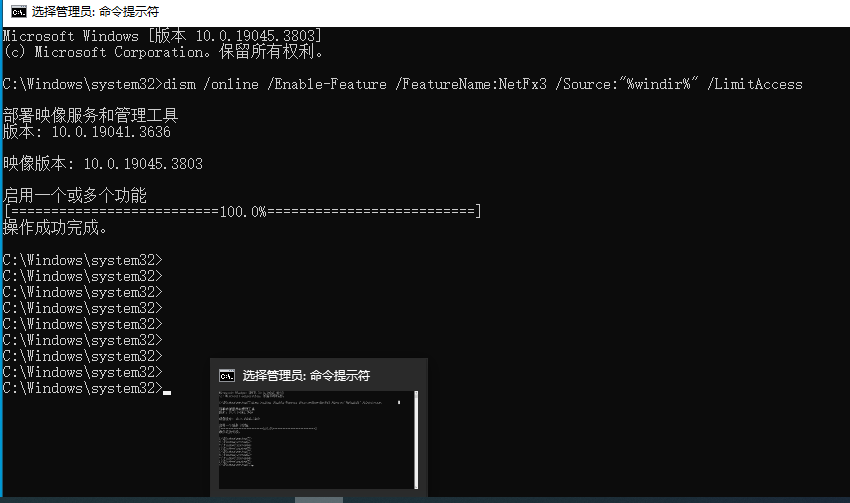 选择管理员: 命令提示符
Microsoft Windows [版本 10.0.19045.3803]
(c) Microsoft Corporation。保留所有权利。
C:\Windows\system32>dism /online /Enable-Feature /FeatureName:NetFx3 /Source:"%windir%" /LimitAccess
部署映像服务和管理工具
版本: 10.0.19041.3636
映像版本: 10.0.19045.3803
启用一个或多个功能
[==========================100.0%==========================]
操作成功完成。
C:\Windows\system32>
C:\Windows\system32>
C:\Windows\system32>
C:\Windows\system32>
C:\Windows\system32>
C:\Windows\system32>
C:\Windows\system32>
C:\Windows\system32>
C:\Windows\system32>
选择管理员: 命令提示符